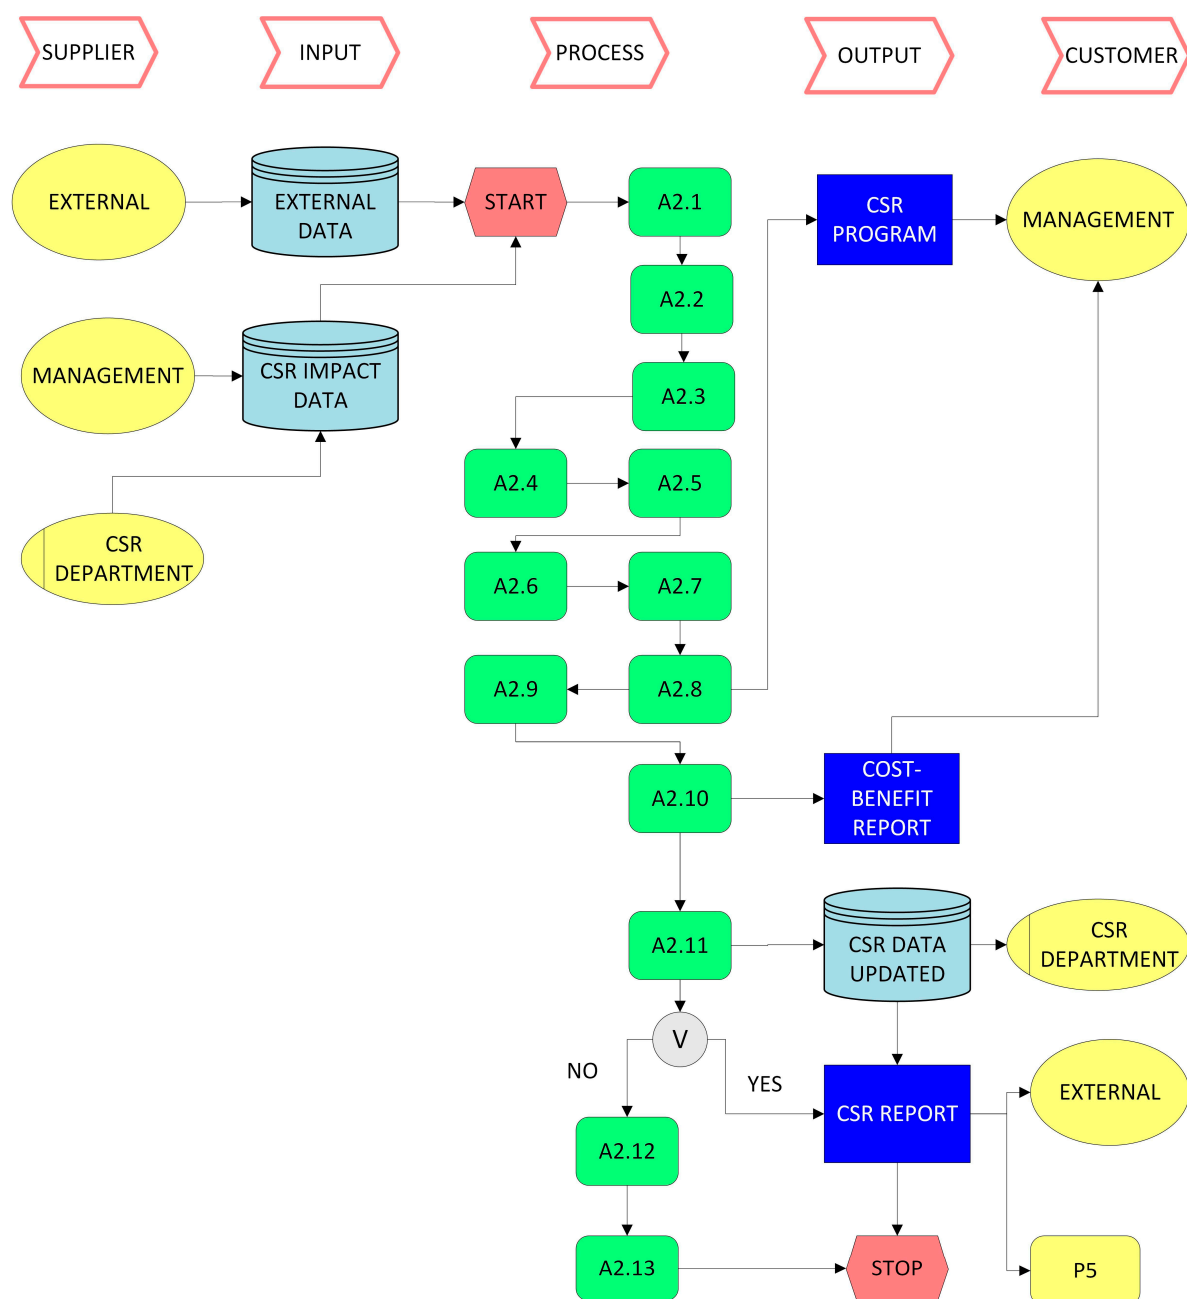 SUPPLIER
INPUT
PROCESS
OUTPUT
CUSTOMER
EXTERNAL
EXTERNAL
DATA
START
A2.1
CSR
PROGRAM
MANAGEMENT
A2.2
MANAGEMENT
CSR IMPACT
DATA
A2.3
A2.4
A2.5
CSR
DEPARTMENT
A2.6
A2.7
A2.9
A2.8
A2.10
COST-
BENEFIT
REPORT
A2.11
CSR DATA
UPDATED
CSR
DEPARTMENT
V
NO
YES
CSR REPORT
EXTERNAL
A2.12
A2.13
STOP
P5